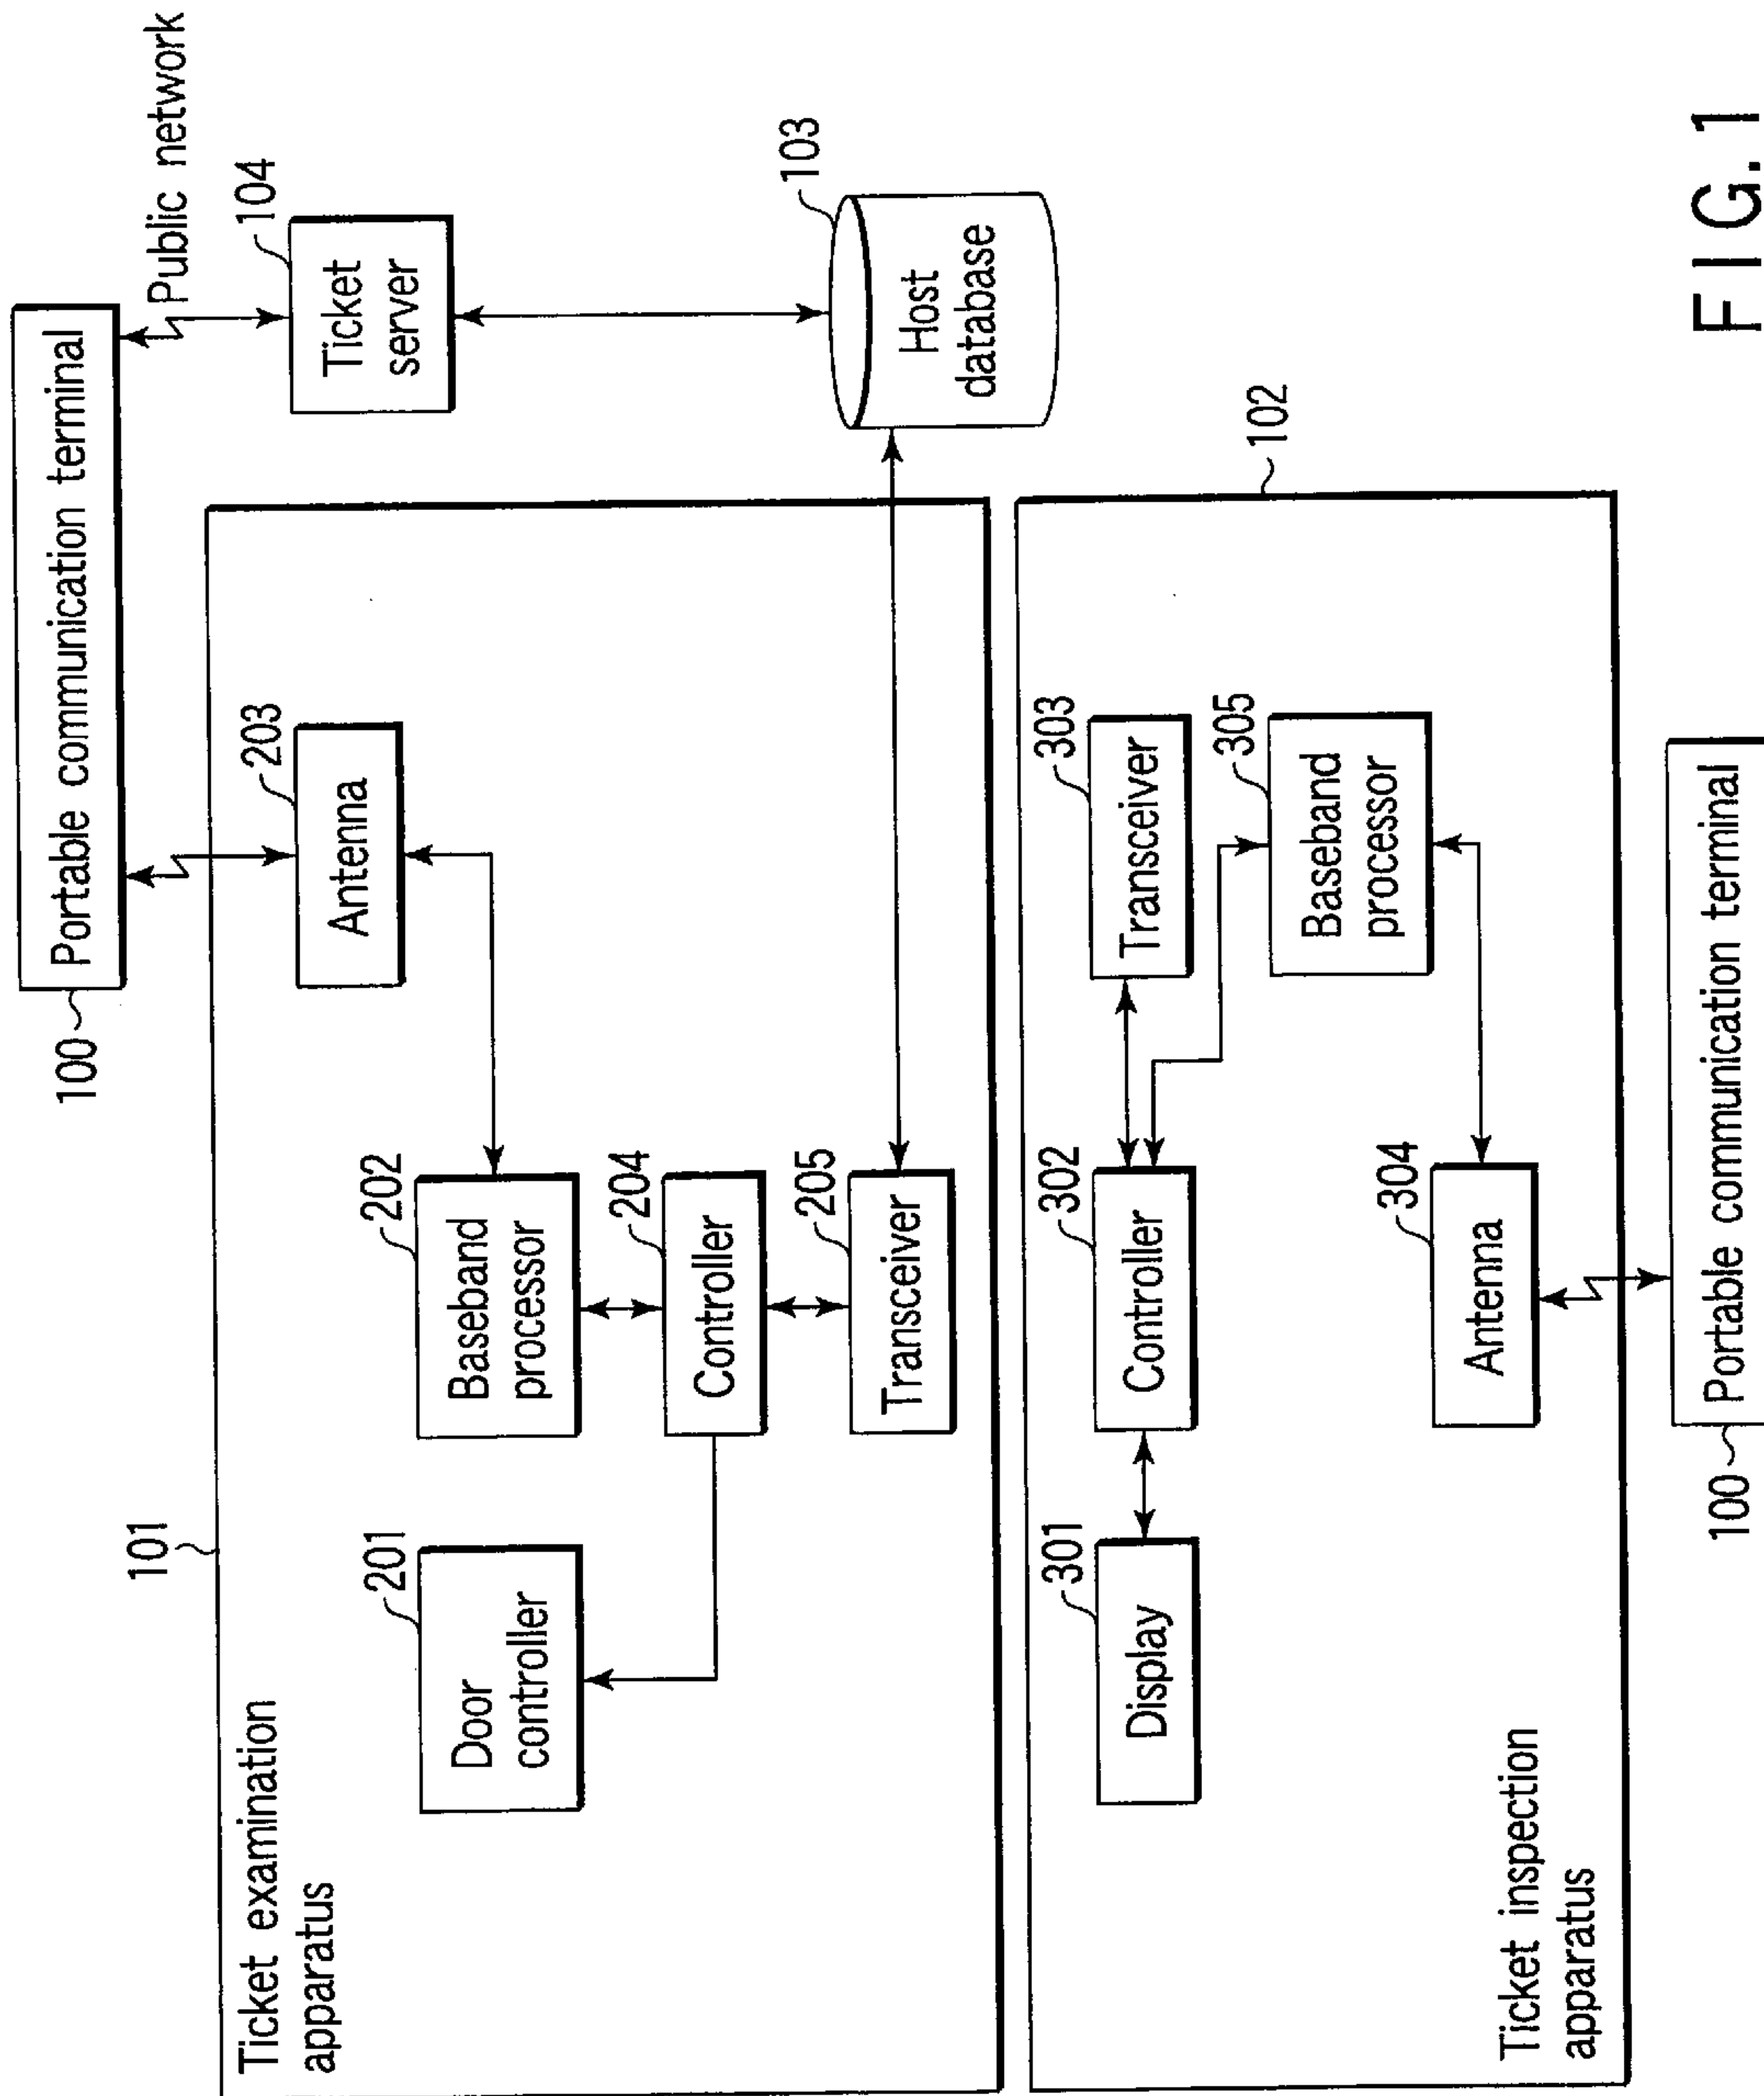 100
Portable communication terminal
Public network
101
Ticket examination
apparatus
203
Antenna
104
Ticket
server
201
Door
controller
202
Baseband
processor
204
Controller
205
Transceiver
103
Host
database
102
301
Display
302
Controller
303
Transceiver
305
Baseband
processor
304
Antenna
Ticket inspection
apparatus
100
Portable communication terminal
FIG. 1